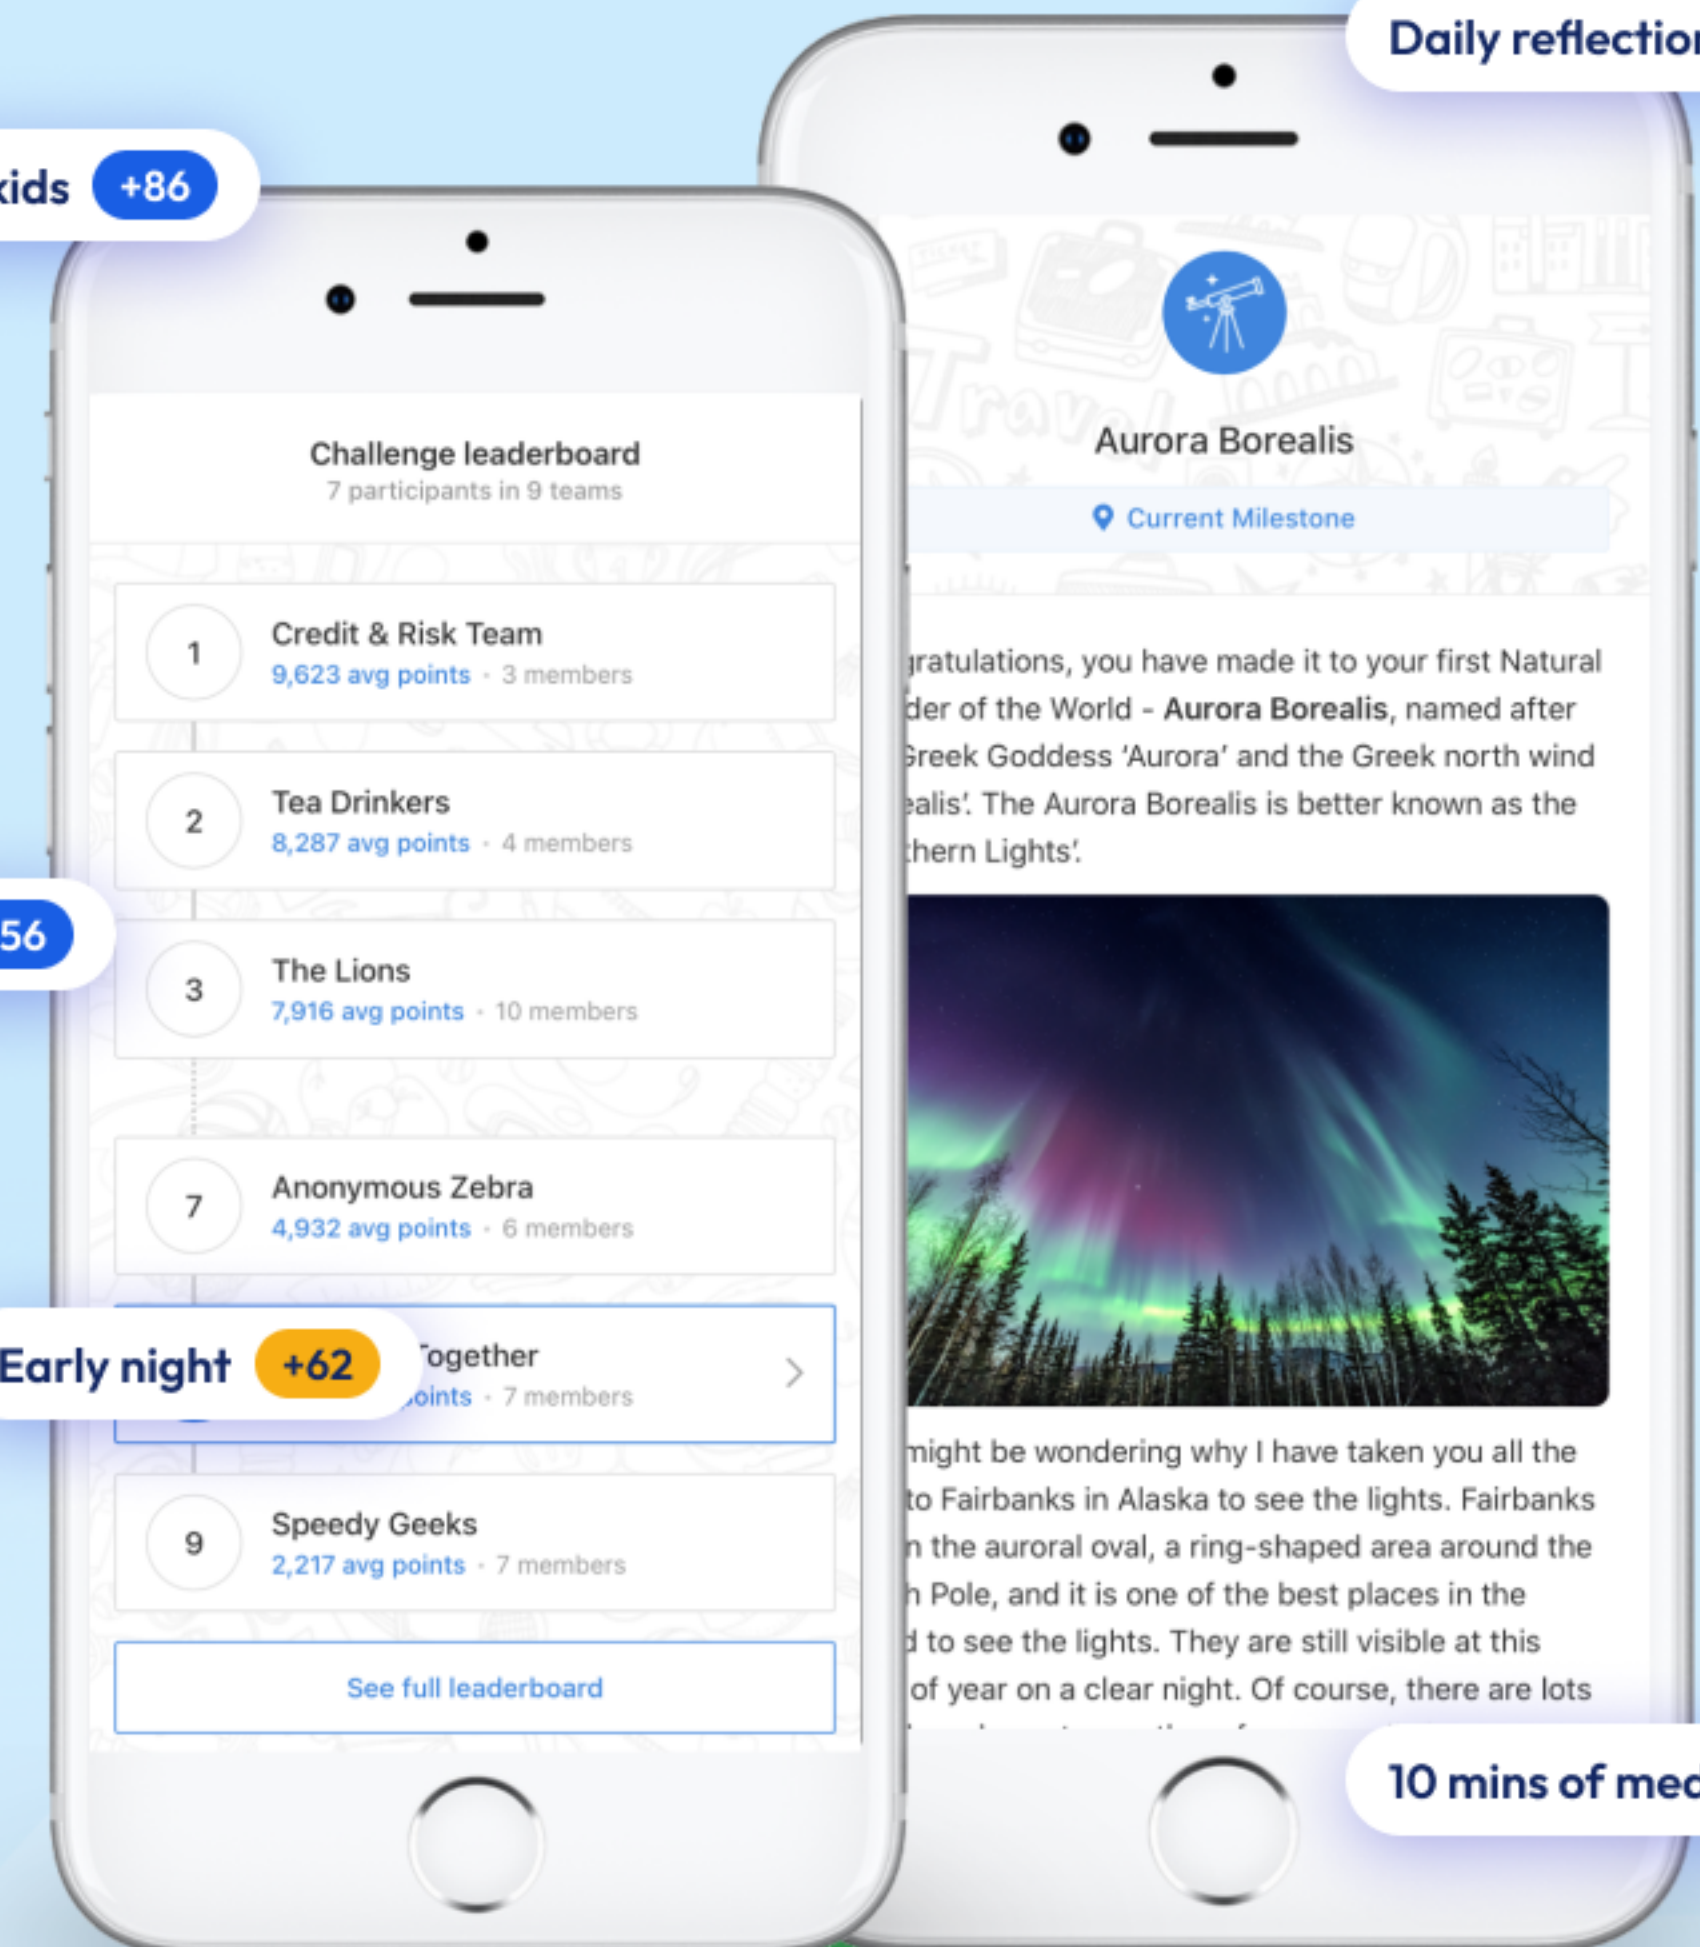 Daily reflection
kids +86
56
Early night +62
10 mins of med
Challenge leaderboard
7 participants in 9 teams
1
Credit & Risk Team
9,623 avg points • 3 members
2
Tea Drinkers
8,287 avg points • 4 members
3
The Lions
7,916 avg points • 10 members
7
Anonymous Zebra
4,932 avg points • 6 members
Together
points • 7 members
9
Speedy Geeks
2,217 avg points • 7 members
See full leaderboard
Travel
Aurora Borealis
Current Milestone
gratulations, you have made it to your first Natural
der of the World - Aurora Borealis, named after
Greek Goddess ‘Aurora’ and the Greek north wind
ealis’. The Aurora Borealis is better known as the
thern Lights’.
might be wondering why I have taken you all the
to Fairbanks in Alaska to see the lights. Fairbanks
n the auroral oval, a ring-shaped area around the
h Pole, and it is one of the best places in the
d to see the lights. They are still visible at this
of year on a clear night. Of course, there are lots